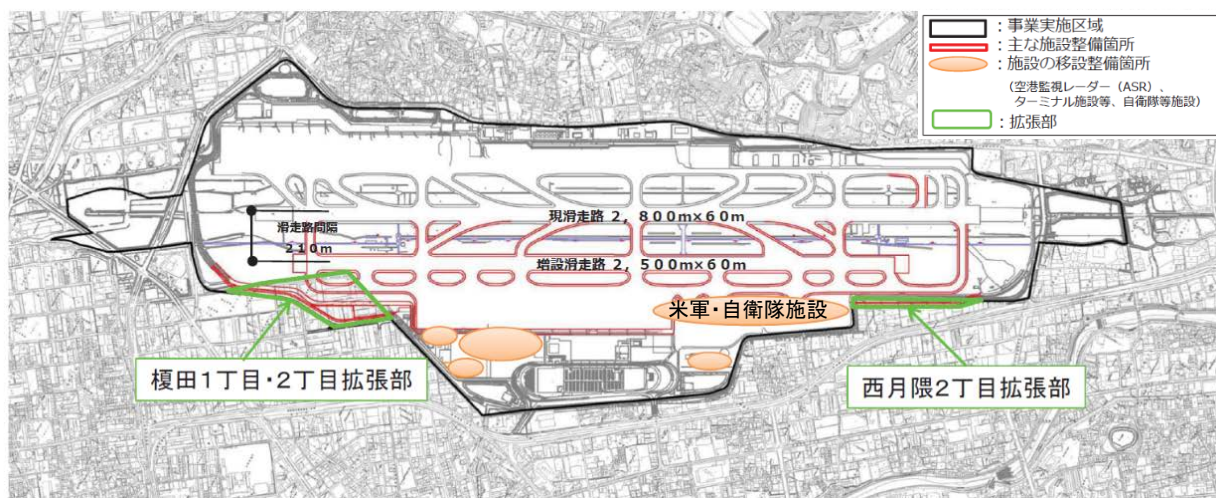 ：事業実施区域
：主な施設整備箇所
：施設の移設整備箇所
（空港監視レーダー（ASR）、
ターミナル施設等、自衛隊等施設）
：拡張部
現滑走路２，８００ｍ×６０ｍ
滑走路間隔
２１０ｍ
増設滑走路２，５００ｍ×６０ｍ
米軍・自衛隊施設
榎田１丁目・２丁目拡張部
西月隈２丁目拡張部